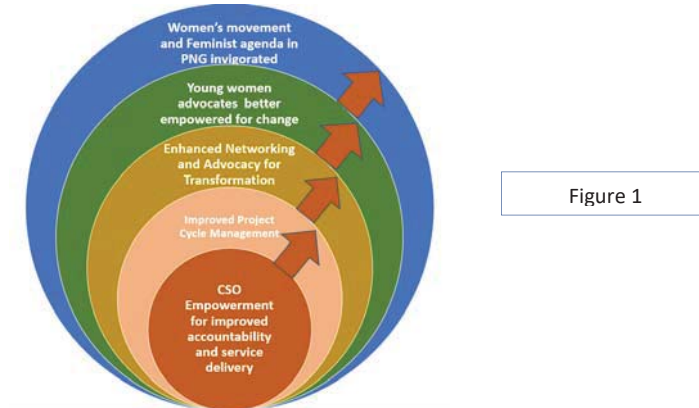 Women's movement
and Feminist agenda in
PNG invigorated
Young women
advocates better
empowered for change
Enhanced Networking
and Advocacy for
Transformation
Improved Project
Cycle Management
CSO
Empowerment
for improved
accountability
and service
delivery
Figure 1